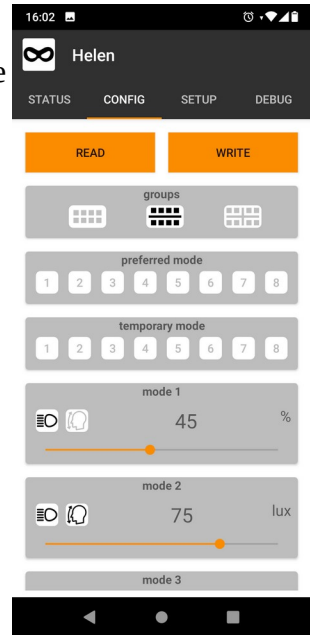 16:02
e
Helen
STATUS CONFIG SETUP DEBUG
READ WRITE
groups
preferred mode
1 2 3 4 5 6 7 8
temporary mode
1 2 3 4 5 6 7 8
mode 1
45 %
mode 2
75 lux
mode 3